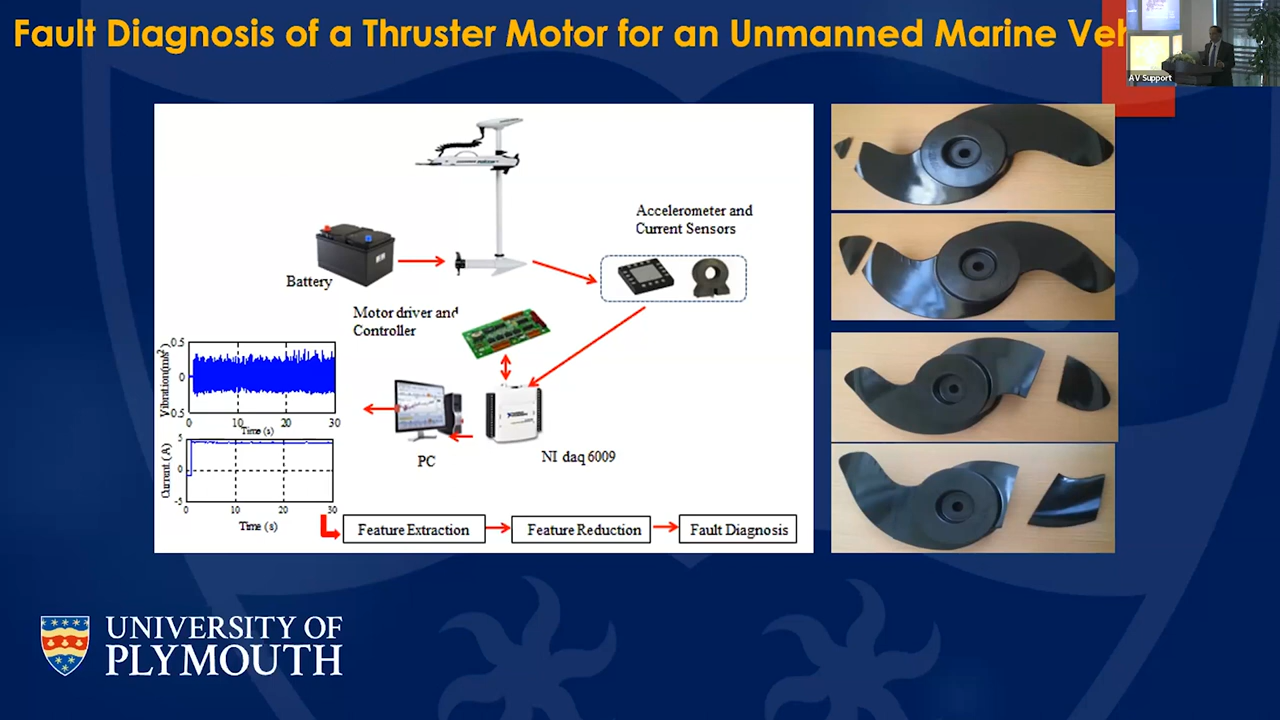 Fault Diagnosis of a Thruster Motor for an Unmanned Marine Veh
AV Support
Accelerometer and
Current Sensors
Battery
Motor driver and
Controller
Vibration(m/s²)
0.5
0
-0.5
0
10
20
30
Time (s)
PC
NI daq 6009
Current (A)
5
0
-5
0
10
20
30
Time (s)
Feature Extraction
Feature Reduction
Fault Diagnosis
UNIVERSITY OF
PLYMOUTH